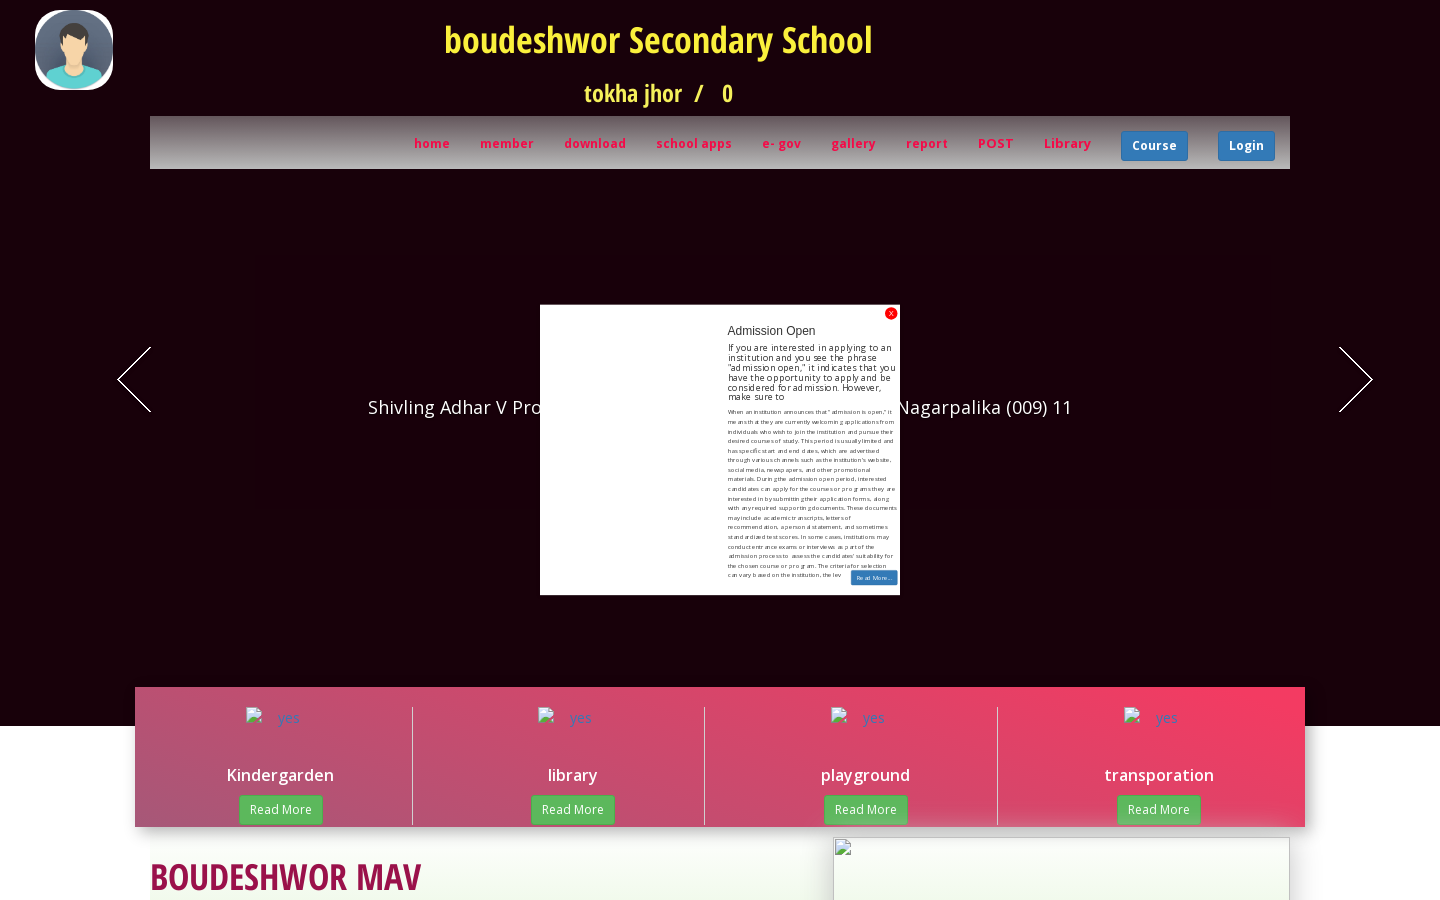 boudeshwor Secondary School
tokha jhor / 0
home member download school apps e- gov gallery report POST Library Course Login
X
Admission Open
If you are interested in applying to an
institution and you see the phrase
"admission open," it indicates that you
have the opportunity to apply and be
considered for admission. However,
make sure to
When an institution announces that "admission is open," it
means that they are currently welcoming applications from
individuals who wish to join the institution and pursue their
desired courses of study. This period is usually limited and
has specific start and end dates, which are advertised
through various channels such as the institution's website,
social media, newspapers, and other promotional
materials. During the admission open period, interested
candidates can apply for the courses or programs they are
interested in by submitting their application forms, along
with any required supporting documents. These documents
may include academic transcripts, letters of
recommendation, a personal statement, and sometimes
standardized test scores. In some cases, institutions may
conduct entrance exams or interviews as part of the
admission process to assess the candidates' suitability for
the chosen course or program. The criteria for selection
can vary based on the institution, the lev
Read More...
Shivling Adhar V Pro Nagarpalika (009) 11
yes yes yes yes
Kindergarden library playground transporation
Read More Read More Read More Read More
BOUDESHWOR MAV